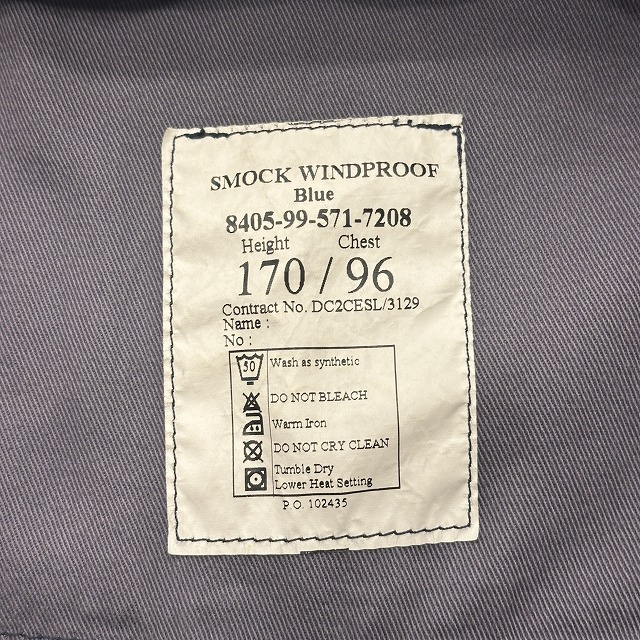 SMOCK WINDPROOF
Blue
8405-99-571-7208
Height Chest
170 / 96
Contract No. DC2CESL/3129
Name :
No :
50 Wash as synthetic
DO NOT BLEACH
Warm Iron
DO NOT CRY CLEAN
Tumble Dry
Lower Heat Setting
P.O. 102435